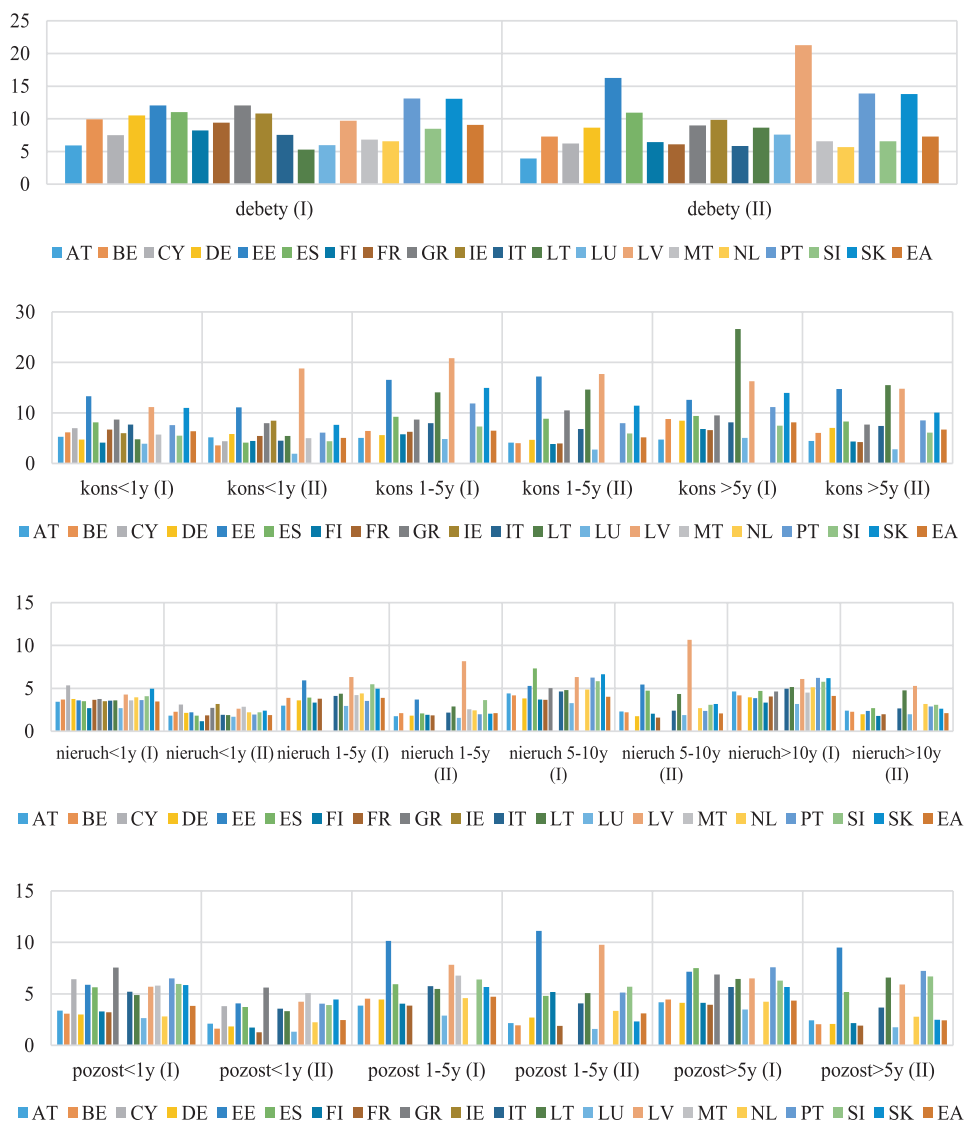 25
20
15
10
5
0
debety (I) debety (II)
AT BE CY DE EE ES FI FR GR IE IT LT LU LV MT NL PT SI SK EA
30
20
10
0
kons<1y (I) kons<1y (II) kons 1-5y (I) kons 1-5y (II) kons >5y (I) kons >5y (II)
AT BE CY DE EE ES FI FR GR IE IT LT LU LV MT NL PT SI SK EA
15
10
5
0
nieruch<1y (I) nieruch<1y (II) nieruch 1-5y (I) nieruch 1-5y (II) nieruch 5-10y (I) nieruch 5-10y (II) nieruch>10y (I) nieruch>10y (II)
AT BE CY DE EE ES FI FR GR IE IT LT LU LV MT NL PT SI SK EA
15
10
5
0
pozost<1y (I) pozost<1y (II) pozost 1-5y (I) pozost 1-5y (II) pozost>5y (I) pozost>5y (II)
AT BE CY DE EE ES FI FR GR IE IT LT LU LV MT NL PT SI SK EA